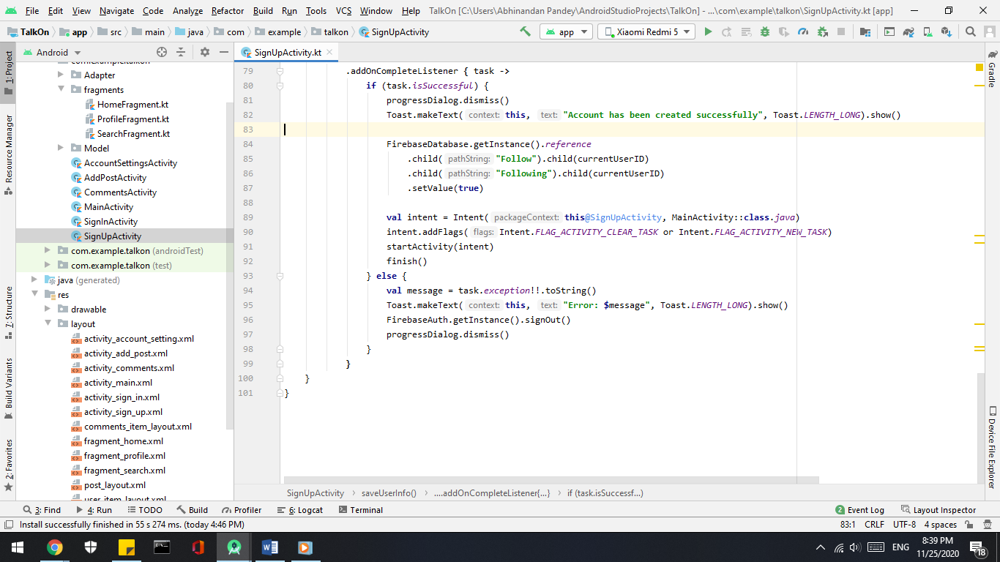 File Edit View Navigate Code Analyze Refactor Build Run Tools VCS Window Help TalkOn [C:\Users\Abhinandan Pandey\AndroidStudioProjects\TalkOn] - ...\com\example\talkon\SignUpActivity.kt [app]
TalkOn app src main java com example talkon SignUpActivity app Xiaomi Redmi 5
1: Project
Resource Manager
7: Structure
Build Variants
2: Favorites
Android
com.example.talkon
Adapter
fragments
HomeFragment.kt
ProfileFragment.kt
SearchFragment.kt
Model
AccountSettingsActivity
AddPostActivity
CommentsActivity
MainActivity
SignInActivity
SignUpActivity
com.example.talkon (androidTest)
com.example.talkon (test)
java (generated)
res
drawable
layout
activity_account_setting.xml
activity_add_post.xml
activity_comments.xml
activity_main.xml
activity_sign_in.xml
activity_sign_up.xml
comments_item_layout.xml
fragment_home.xml
fragment_profile.xml
fragment_search.xml
post_layout.xml
user_item_layout.xml
SignUpActivity.kt
79 .addOnCompleteListener { task ->
80 if (task.isSuccessful) {
81 progressDialog.dismiss()
82 Toast.makeText( context: this, text: "Account has been created successfully", Toast.LENGTH_LONG).show()
83
84 FirebaseDatabase.getInstance().reference
85 .child( pathString: "Follow").child(currentUserID)
86 .child( pathString: "Following").child(currentUserID)
87 .setValue(true)
88
89 val intent = Intent( packageContext: this@SignUpActivity, MainActivity::class.java)
90 intent.addFlags( flags: Intent.FLAG_ACTIVITY_CLEAR_TASK or Intent.FLAG_ACTIVITY_NEW_TASK)
91 startActivity(intent)
92 finish()
93 } else {
94 val message = task.exception!!.toString()
95 Toast.makeText( context: this, text: "Error: $message", Toast.LENGTH_LONG).show()
96 FirebaseAuth.getInstance().signOut()
97 progressDialog.dismiss()
98 }
99 }
100 }
101 }
Gradle
Device File Explorer
SignUpActivity saveUserInfo() ....addOnCompleteListener{...} if (task.isSuccessf...)
3: Find 4: Run TODO Build Profiler 6: Logcat Terminal 2 Event Log Layout Inspector
Install successfully finished in 55 s 274 ms. (today 4:46 PM) 83:1 CRLF UTF-8 4 spaces
ENG 8:39 PM
11/25/2020
18